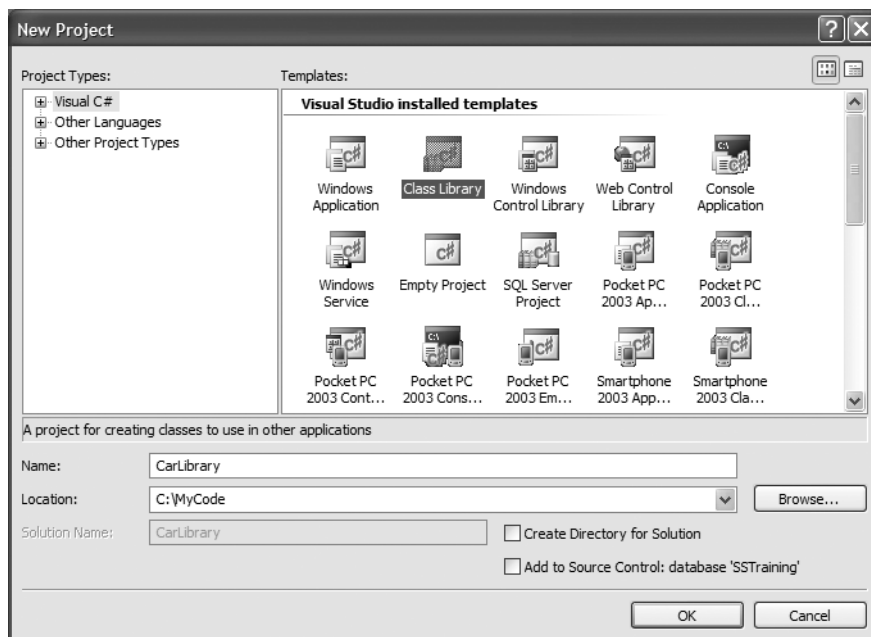 New Project
Project Types:
Templates:
Visual C#
Other Languages
Other Project Types
Visual Studio installed templates
Windows Application
Class Library
Windows Control Library
Web Control Library
Console Application
Windows Service
Empty Project
SQL Server Project
Pocket PC 2003 Ap...
Pocket PC 2003 Cl...
Pocket PC 2003 Cont...
Pocket PC 2003 Cons...
Pocket PC 2003 Em...
Smartphone 2003 App...
Smartphone 2003 Cla...
A project for creating classes to use in other applications
Name:
CarLibrary
Location:
C:\MyCode
Browse...
Solution Name:
CarLibrary
Create Directory for Solution
Add to Source Control: database 'SSTraining'
OK
Cancel